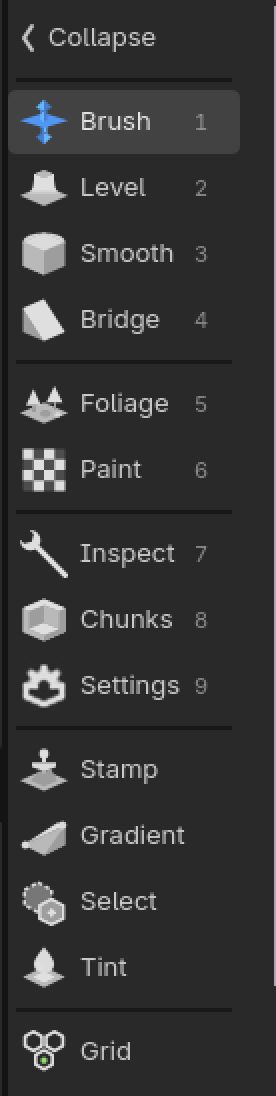 Collapse
Brush 1
Level 2
Smooth 3
Bridge 4
Foliage 5
Paint 6
Inspect 7
Chunks 8
Settings 9
Stamp
Gradient
Select
Tint
Grid